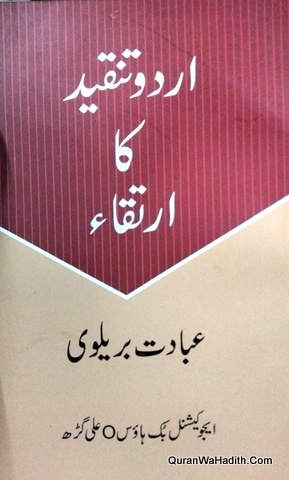 اردو تنقید
کا
ارتقاء
عبادت بریلوی
ایجوکیشنل بک ہاؤس O علی گڑھ
QuranWaHadith.Com